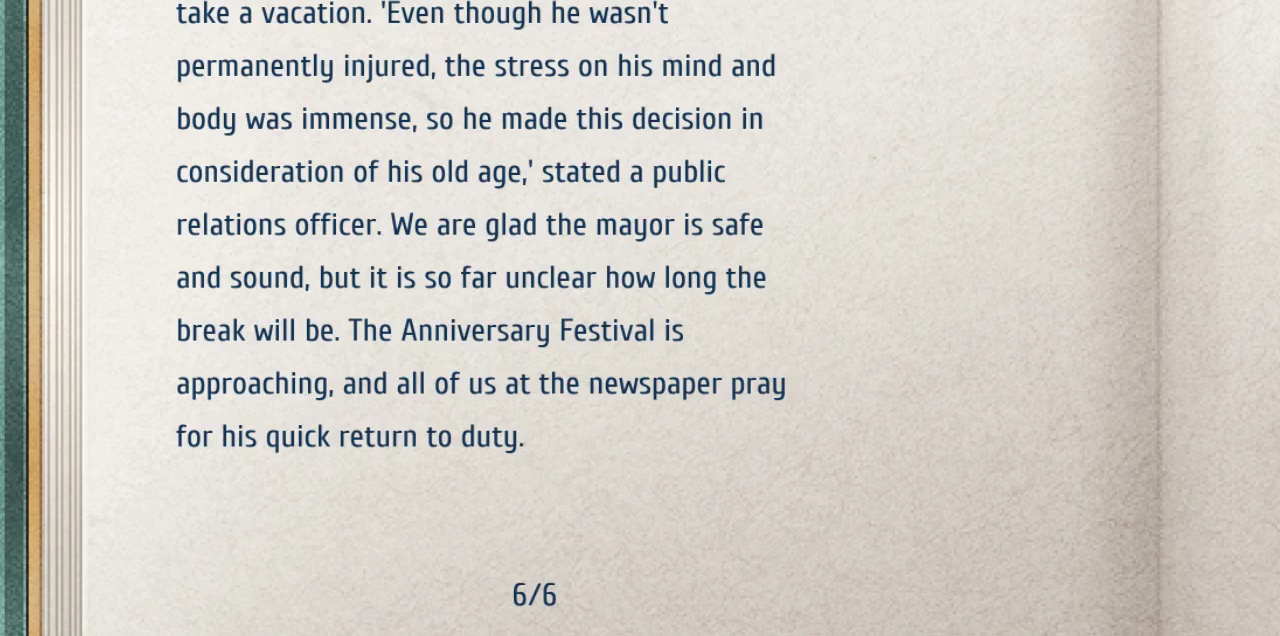 take a vacation. 'Even though he wasn't
permanently injured, the stress on his mind and
body was immense, so he made this decision in
consideration of his old age,' stated a public
relations officer. We are glad the mayor is safe
and sound, but it is so far unclear how long the
break will be. The Anniversary Festival is
approaching, and all of us at the newspaper pray
for his quick return to duty.
6/6